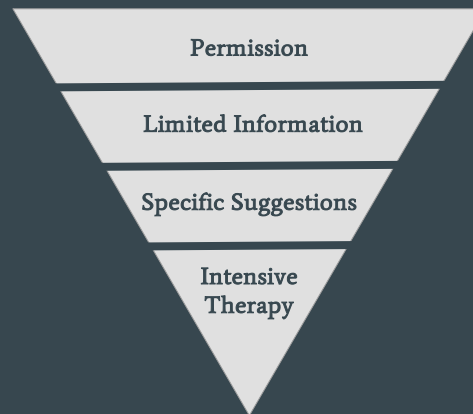 Permission
Limited Information
Specific Suggestions
Intensive
Therapy